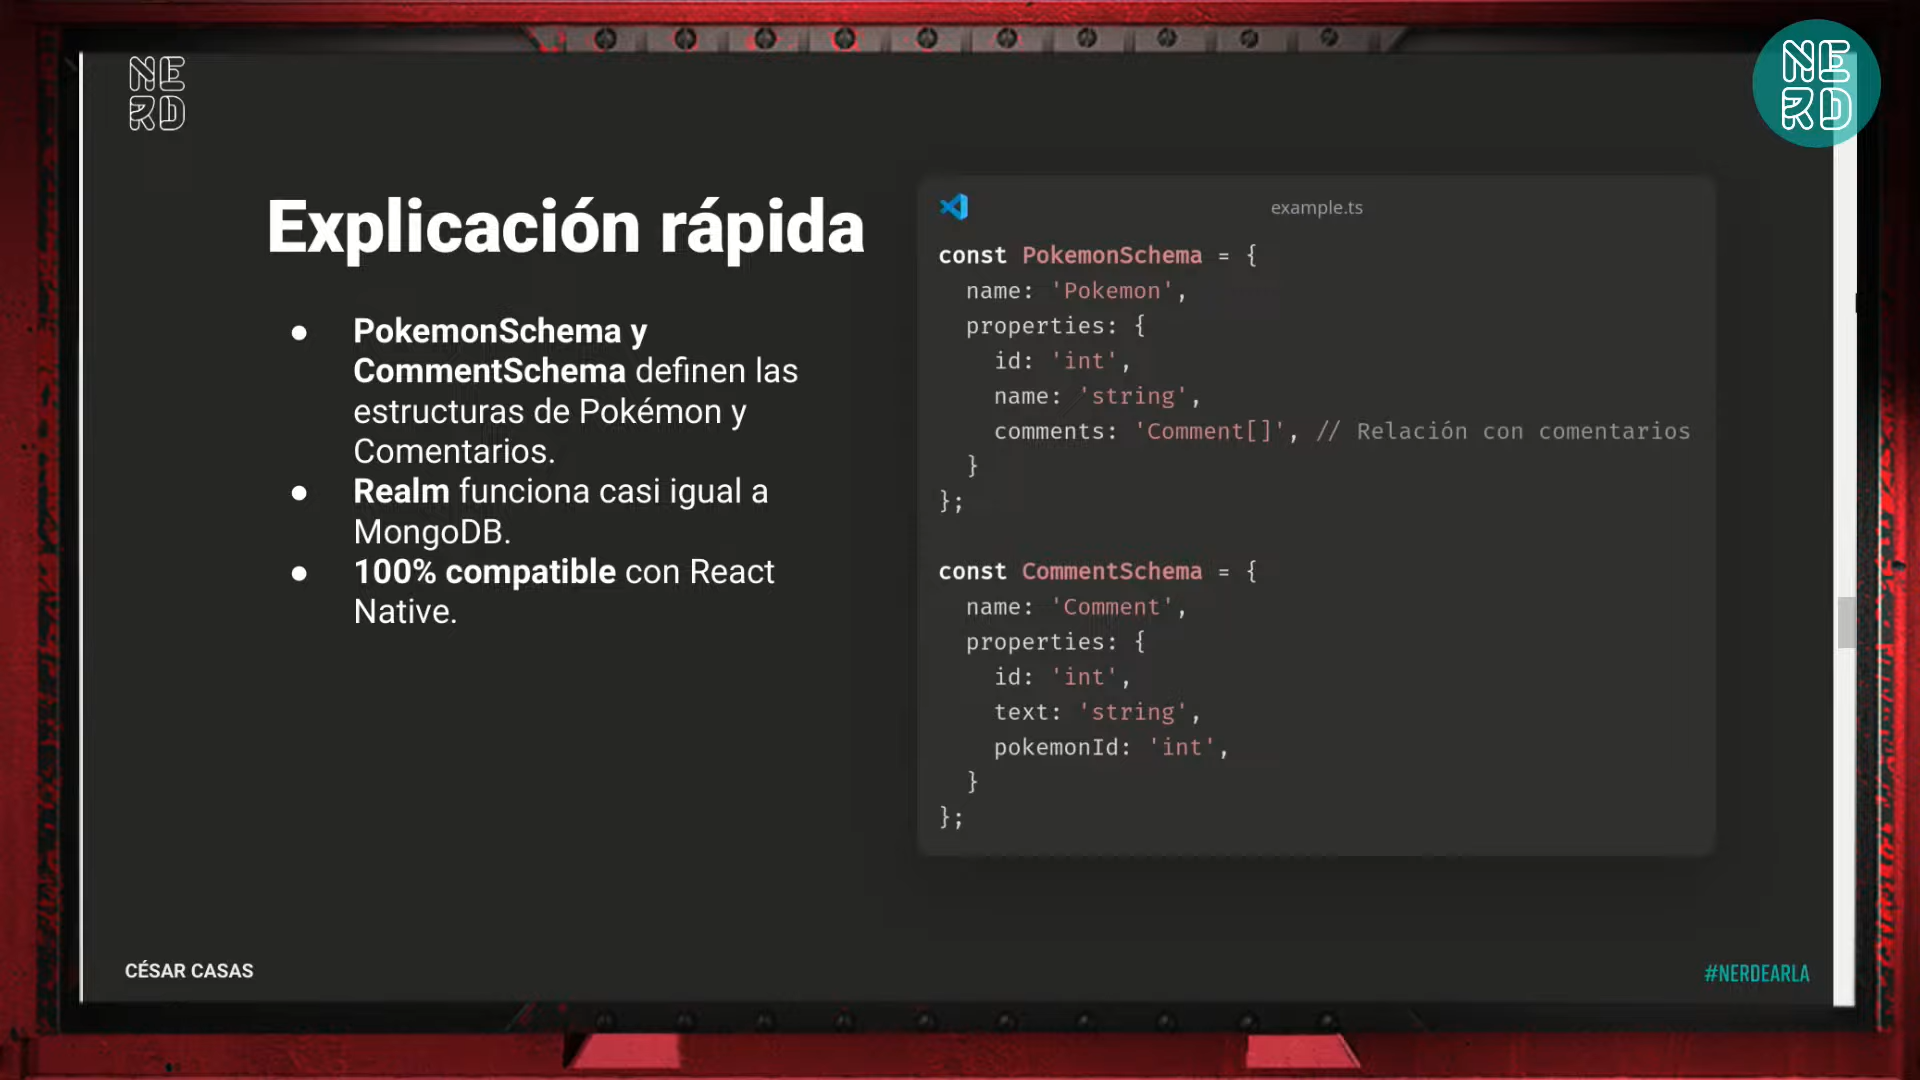 NE
RD
NE
RD
Explicación rápida
● PokemonSchema y
CommentSchema definen las
estructuras de Pokémon y
Comentarios.
● Realm funciona casi igual a
MongoDB.
● 100% compatible con React
Native.
example.ts
const PokemonSchema = {
  name: 'Pokemon',
  properties: {
    id: 'int',
    name: 'string',
    comments: 'Comment[]', // Relación con comentarios
  }
};

const CommentSchema = {
  name: 'Comment',
  properties: {
    id: 'int',
    text: 'string',
    pokemonId: 'int',
  }
};
CÉSAR CASAS
#NERDEARLA